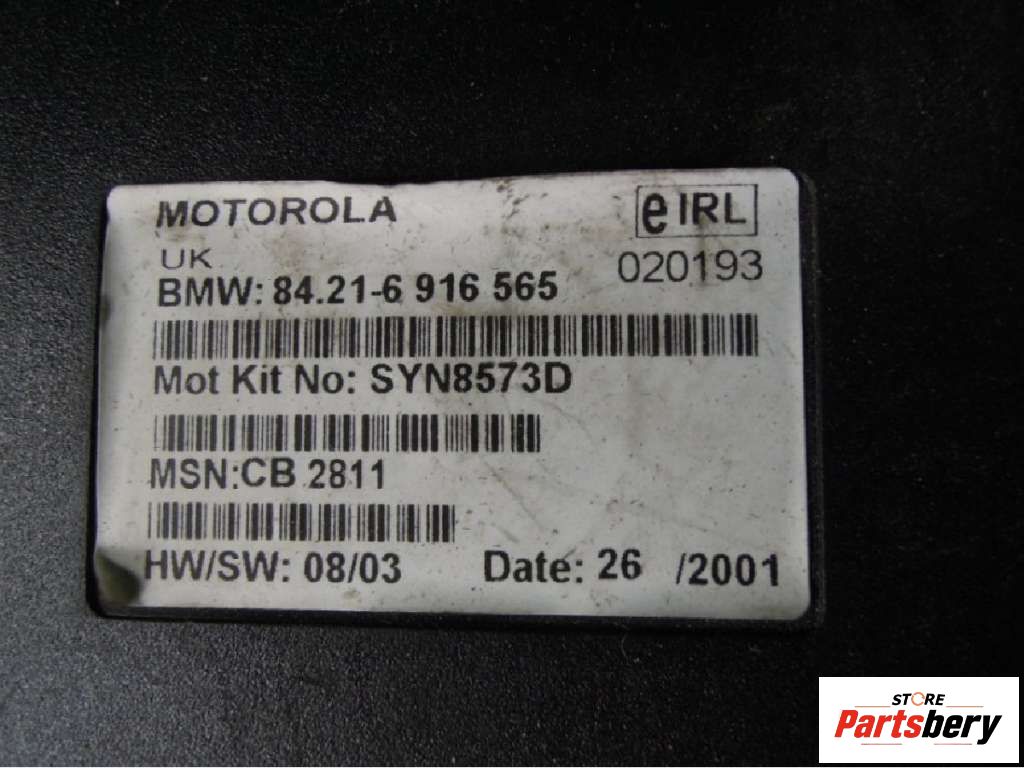 MOTOROLA
e IRL
UK
020193
BMW: 84.21-6 916 565
Mot Kit No: SYN8573D
MSN:CB 2811
HW/SW: 08/03 Date: 26 /2001
STORE
Partsbery